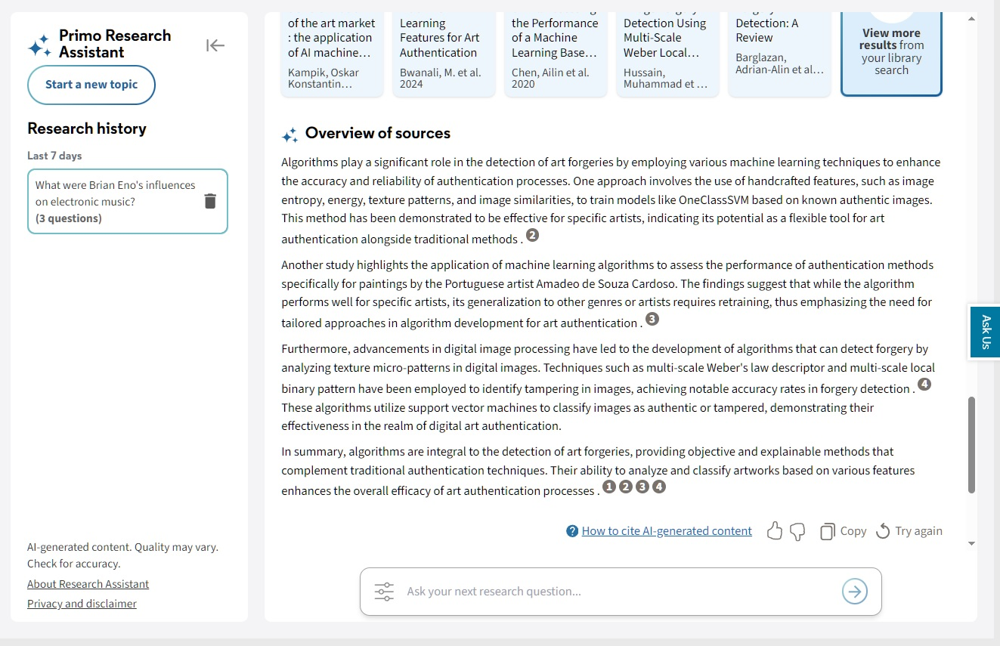 Primo Research
Assistant
Start a new topic
Research history
Last 7 days
What were Brian Eno's influences
on electronic music?
(3 questions)
AI-generated content. Quality may vary.
Check for accuracy.
About Research Assistant
Privacy and disclaimer
of the art market
: the application
of AI machine…
Kampik, Oskar
Konstantin…
Learning
Features for Art
Authentication
Bwanali, M. et al.
2024
the Performance
of a Machine
Learning Base…
Chen, Ailin et al.
2020
Detection Using
Multi-Scale
Weber Local…
Hussain,
Muhammad et …
Detection: A
Review
Barglazan,
Adrian-Alin et al…
View more
results from
your library
search
Overview of sources
Algorithms play a significant role in the detection of art forgeries by employing various machine learning techniques to enhance
the accuracy and reliability of authentication processes. One approach involves the use of handcrafted features, such as image
entropy, energy, texture patterns, and image similarities, to train models like OneClassSVM based on known authentic images.
This method has been demonstrated to be effective for specific artists, indicating its potential as a flexible tool for art
authentication alongside traditional methods . 2
Another study highlights the application of machine learning algorithms to assess the performance of authentication methods
specifically for paintings by the Portuguese artist Amadeo de Souza Cardoso. The findings suggest that while the algorithm
performs well for specific artists, its generalization to other genres or artists requires retraining, thus emphasizing the need for
tailored approaches in algorithm development for art authentication . 3
Furthermore, advancements in digital image processing have led to the development of algorithms that can detect forgery by
analyzing texture micro-patterns in digital images. Techniques such as multi-scale Weber's law descriptor and multi-scale local
binary pattern have been employed to identify tampering in images, achieving notable accuracy rates in forgery detection . 4
These algorithms utilize support vector machines to classify images as authentic or tampered, demonstrating their
effectiveness in the realm of digital art authentication.
In summary, algorithms are integral to the detection of art forgeries, providing objective and explainable methods that
complement traditional authentication techniques. Their ability to analyze and classify artworks based on various features
enhances the overall efficacy of art authentication processes . 1 2 3 4
? How to cite AI-generated content Copy Try again
Ask your next research question...
Ask Us